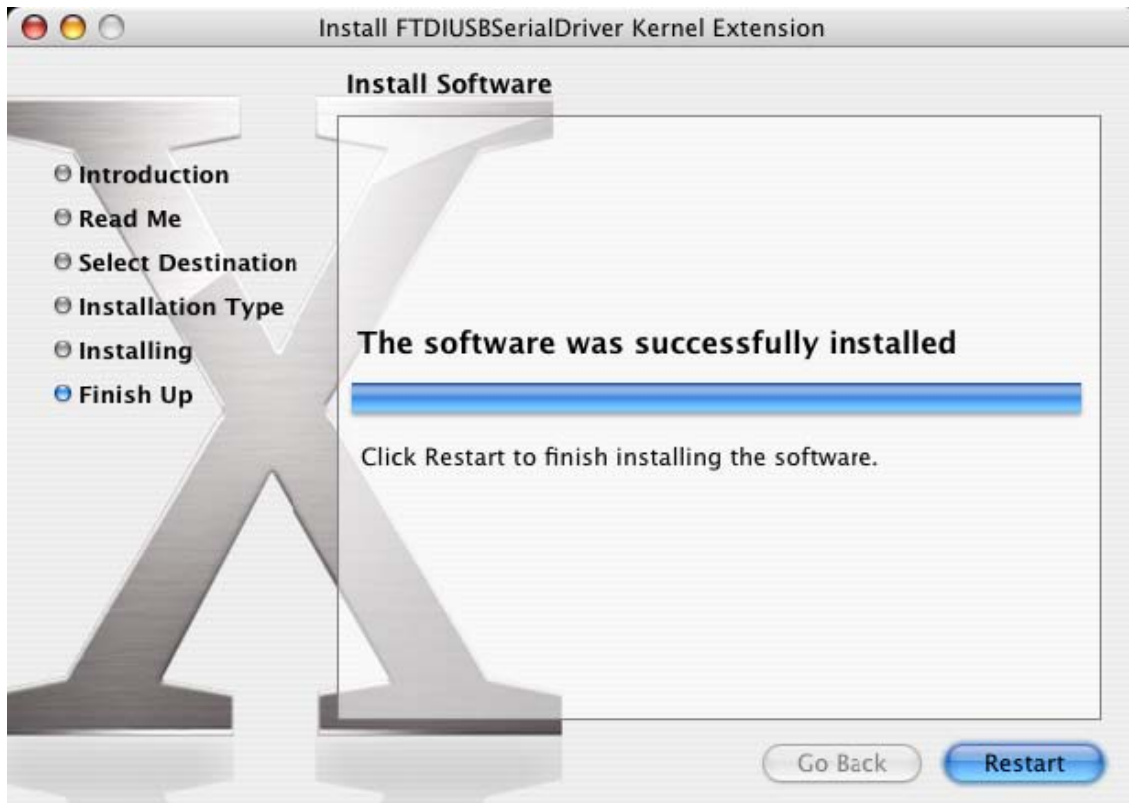 Install FTDIUSBSerialDriver Kernel Extension
Install Software
Introduction
Read Me
Select Destination
Installation Type
Installing
Finish Up
The software was successfully installed
Click Restart to finish installing the software.
Go Back
Restart